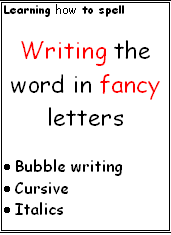 Learning how to spell
Writing the
word in fancy
letters
• Bubble writing
• Cursive
• Italics